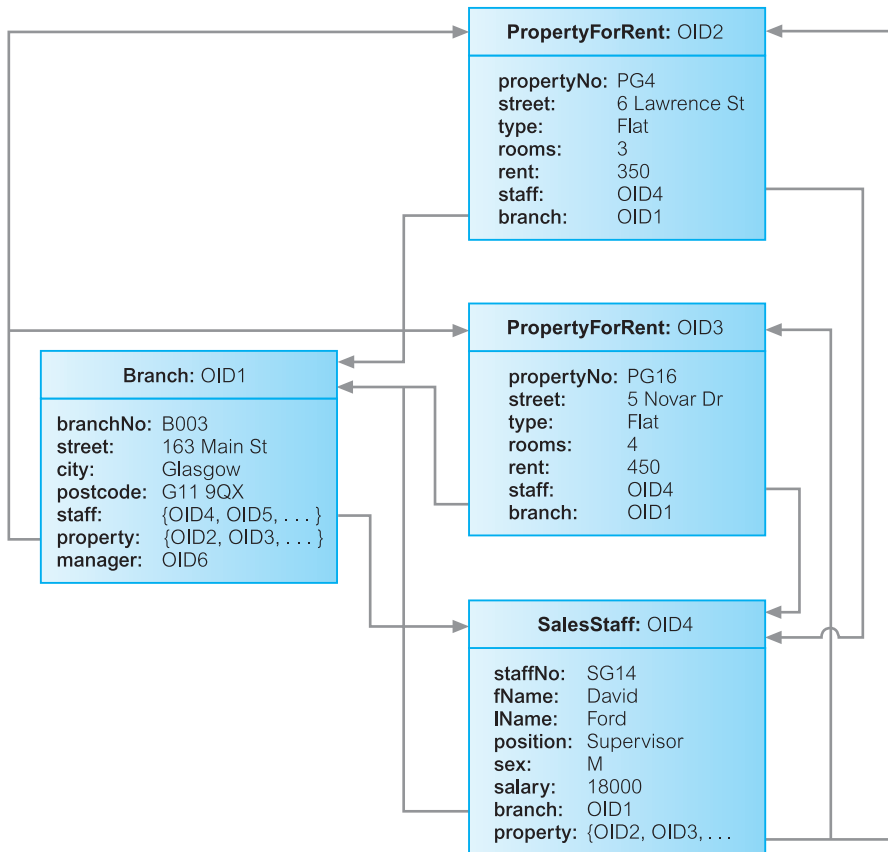 PropertyForRent: OID2
propertyNo: PG4
street: 6 Lawrence St
type: Flat
rooms: 3
rent: 350
staff: OID4
branch: OID1
PropertyForRent: OID3
propertyNo: PG16
street: 5 Novar Dr
type: Flat
rooms: 4
rent: 450
staff: OID4
branch: OID1
Branch: OID1
branchNo: B003
street: 163 Main St
city: Glasgow
postcode: G11 9QX
staff: {OID4, OID5, . . . }
property: {OID2, OID3, . . . }
manager: OID6
SalesStaff: OID4
staffNo: SG14
fName: David
lName: Ford
position: Supervisor
sex: M
salary: 18000
branch: OID1
property: {OID2, OID3, . . .